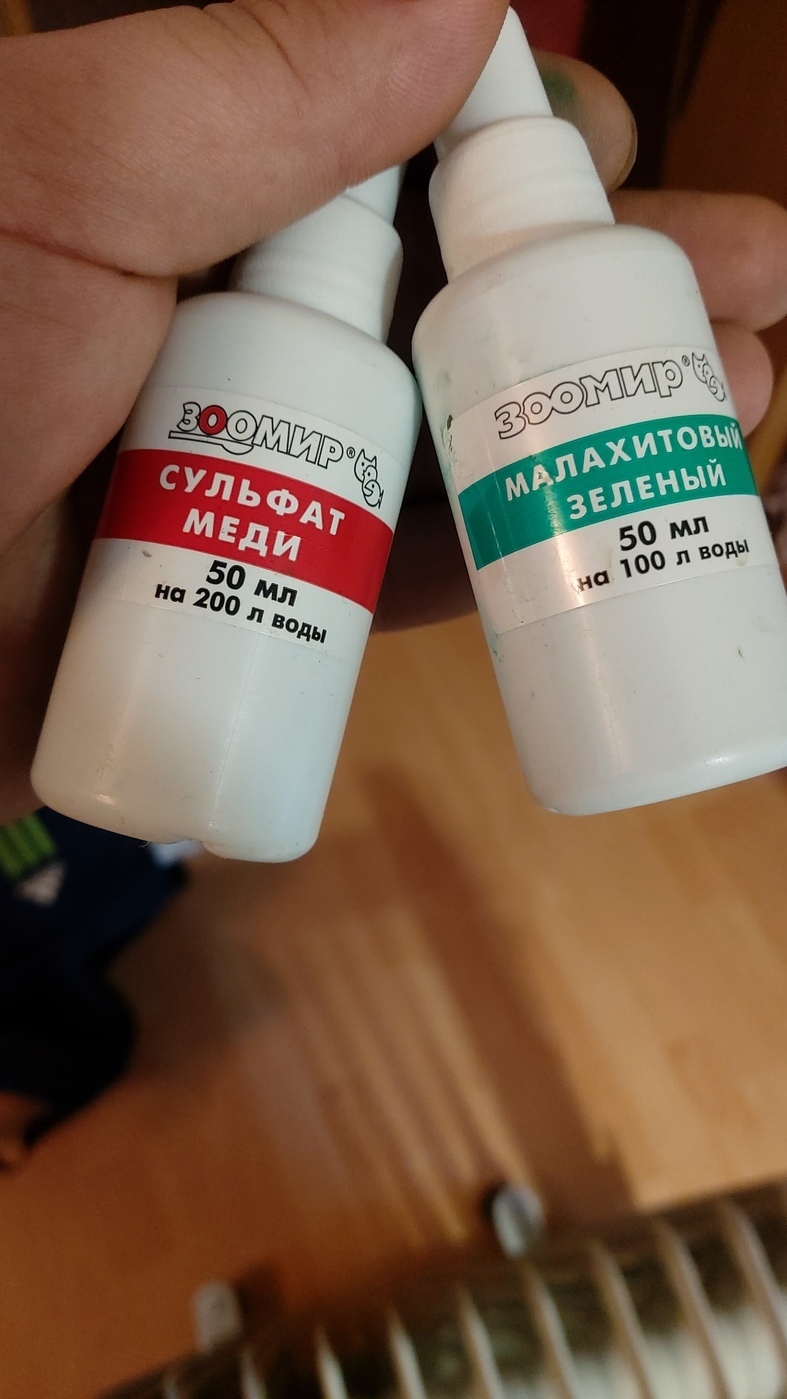 ЗООМИР®
СУЛЬФАТ
МЕДИ
50 мл
на 200 л воды
ЗООМИР®
МАЛАХИТОВЫЙ
ЗЕЛЕНЫЙ
50 мл
на 100 л воды